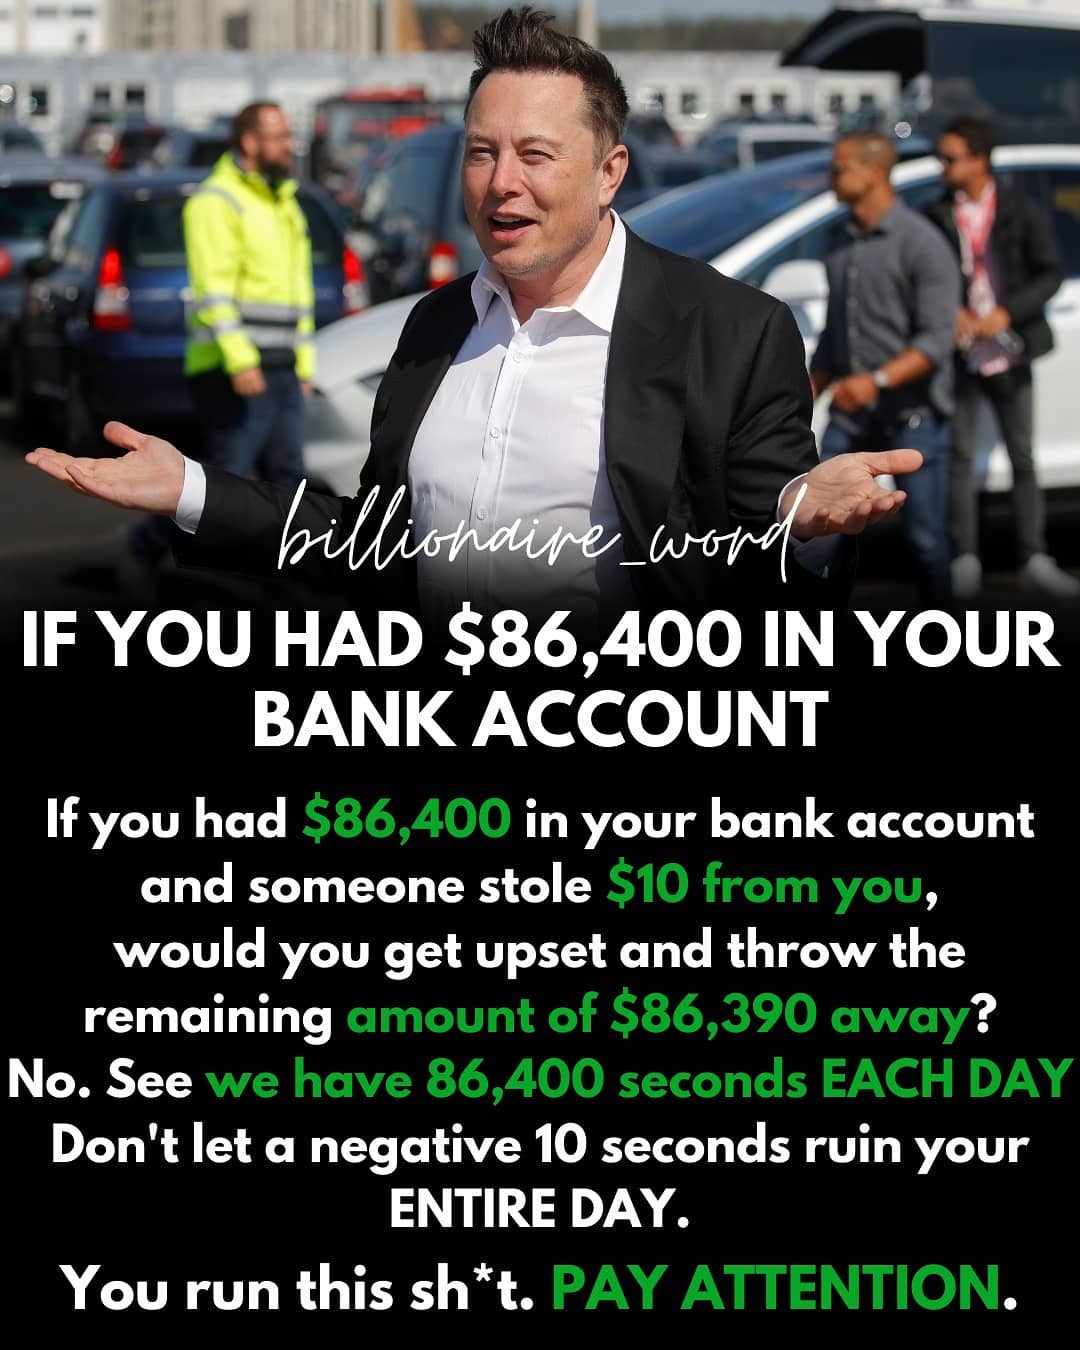 billionaire_word
IF YOU HAD $86,400 IN YOUR
BANK ACCOUNT
If you had $86,400 in your bank account
and someone stole $10 from you,
would you get upset and throw the
remaining amount of $86,390 away?
No. See we have 86,400 seconds EACH DAY
Don't let a negative 10 seconds ruin your
ENTIRE DAY.
You run this sh*t. PAY ATTENTION.